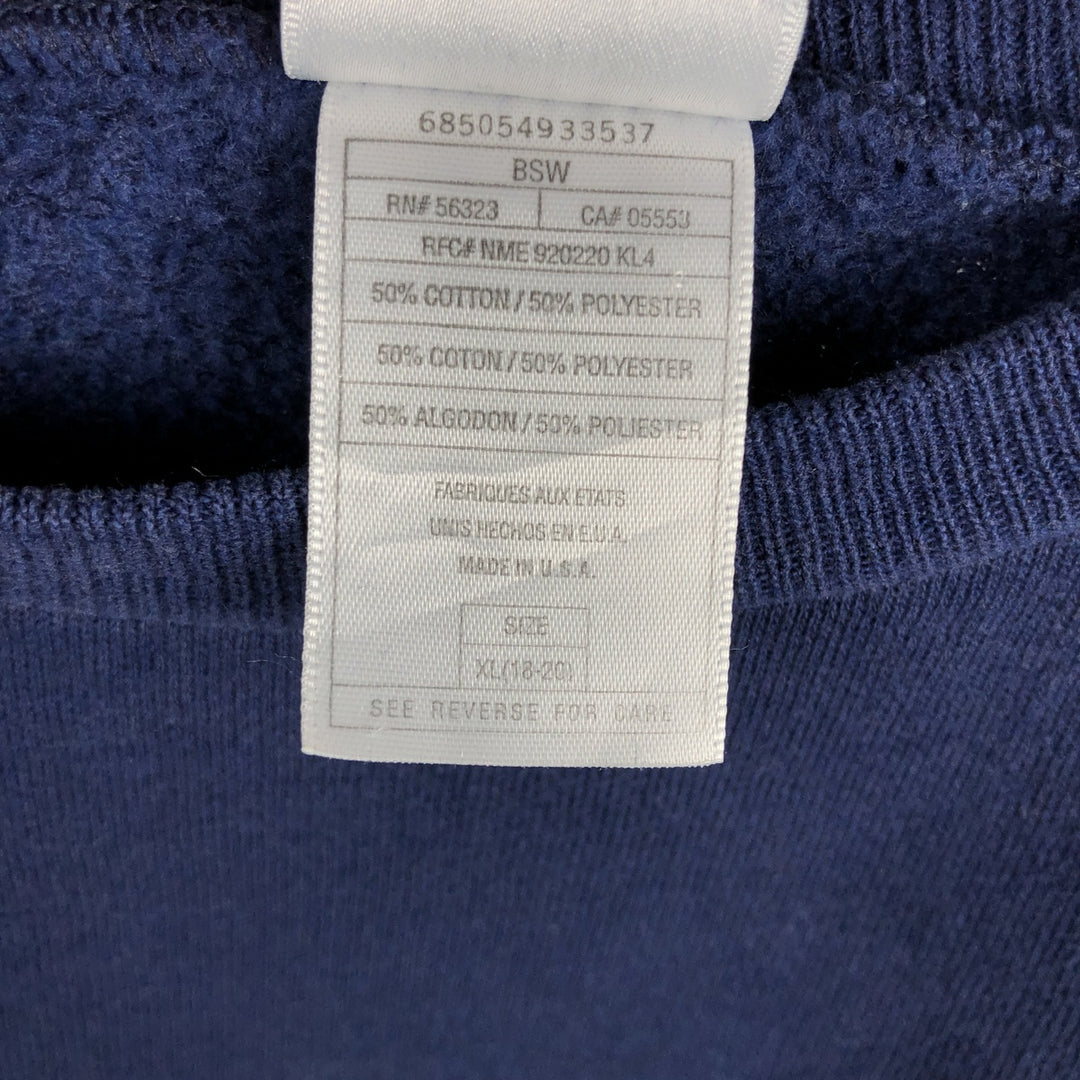 685054933537
BSW
RN# 56323 CA# 05553
RFC# NME 920220 KL4
50% COTTON / 50% POLYESTER
50% COTON / 50% POLYESTER
50% ALGODON / 50% POLIESTER
FABRIQUES AUX ETATS
UNIS HECHOS EN E.U.A.
MADE IN U.S.A.
SIZE
XL(18-20)
SEE REVERSE FOR CARE